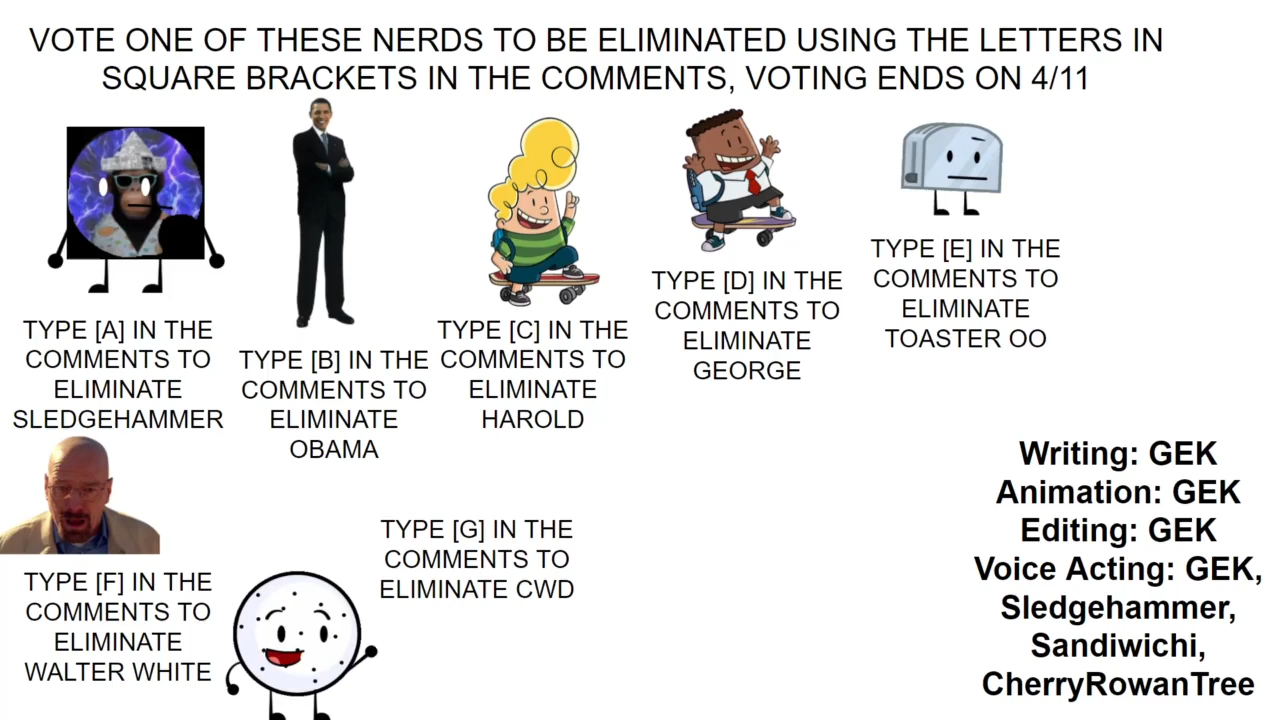 VOTE ONE OF THESE NERDS TO BE ELIMINATED USING THE LETTERS IN
SQUARE BRACKETS IN THE COMMENTS, VOTING ENDS ON 4/11
TYPE [A] IN THE
COMMENTS TO
ELIMINATE
SLEDGEHAMMER
TYPE [B] IN THE
COMMENTS TO
ELIMINATE
OBAMA
TYPE [C] IN THE
COMMENTS TO
ELIMINATE
HAROLD
TYPE [D] IN THE
COMMENTS TO
ELIMINATE
GEORGE
TYPE [E] IN THE
COMMENTS TO
ELIMINATE
TOASTER OO
TYPE [F] IN THE
COMMENTS TO
ELIMINATE
WALTER WHITE
TYPE [G] IN THE
COMMENTS TO
ELIMINATE CWD
Writing: GEK
Animation: GEK
Editing: GEK
Voice Acting: GEK,
Sledgehammer,
Sandiwichi,
CherryRowanTree